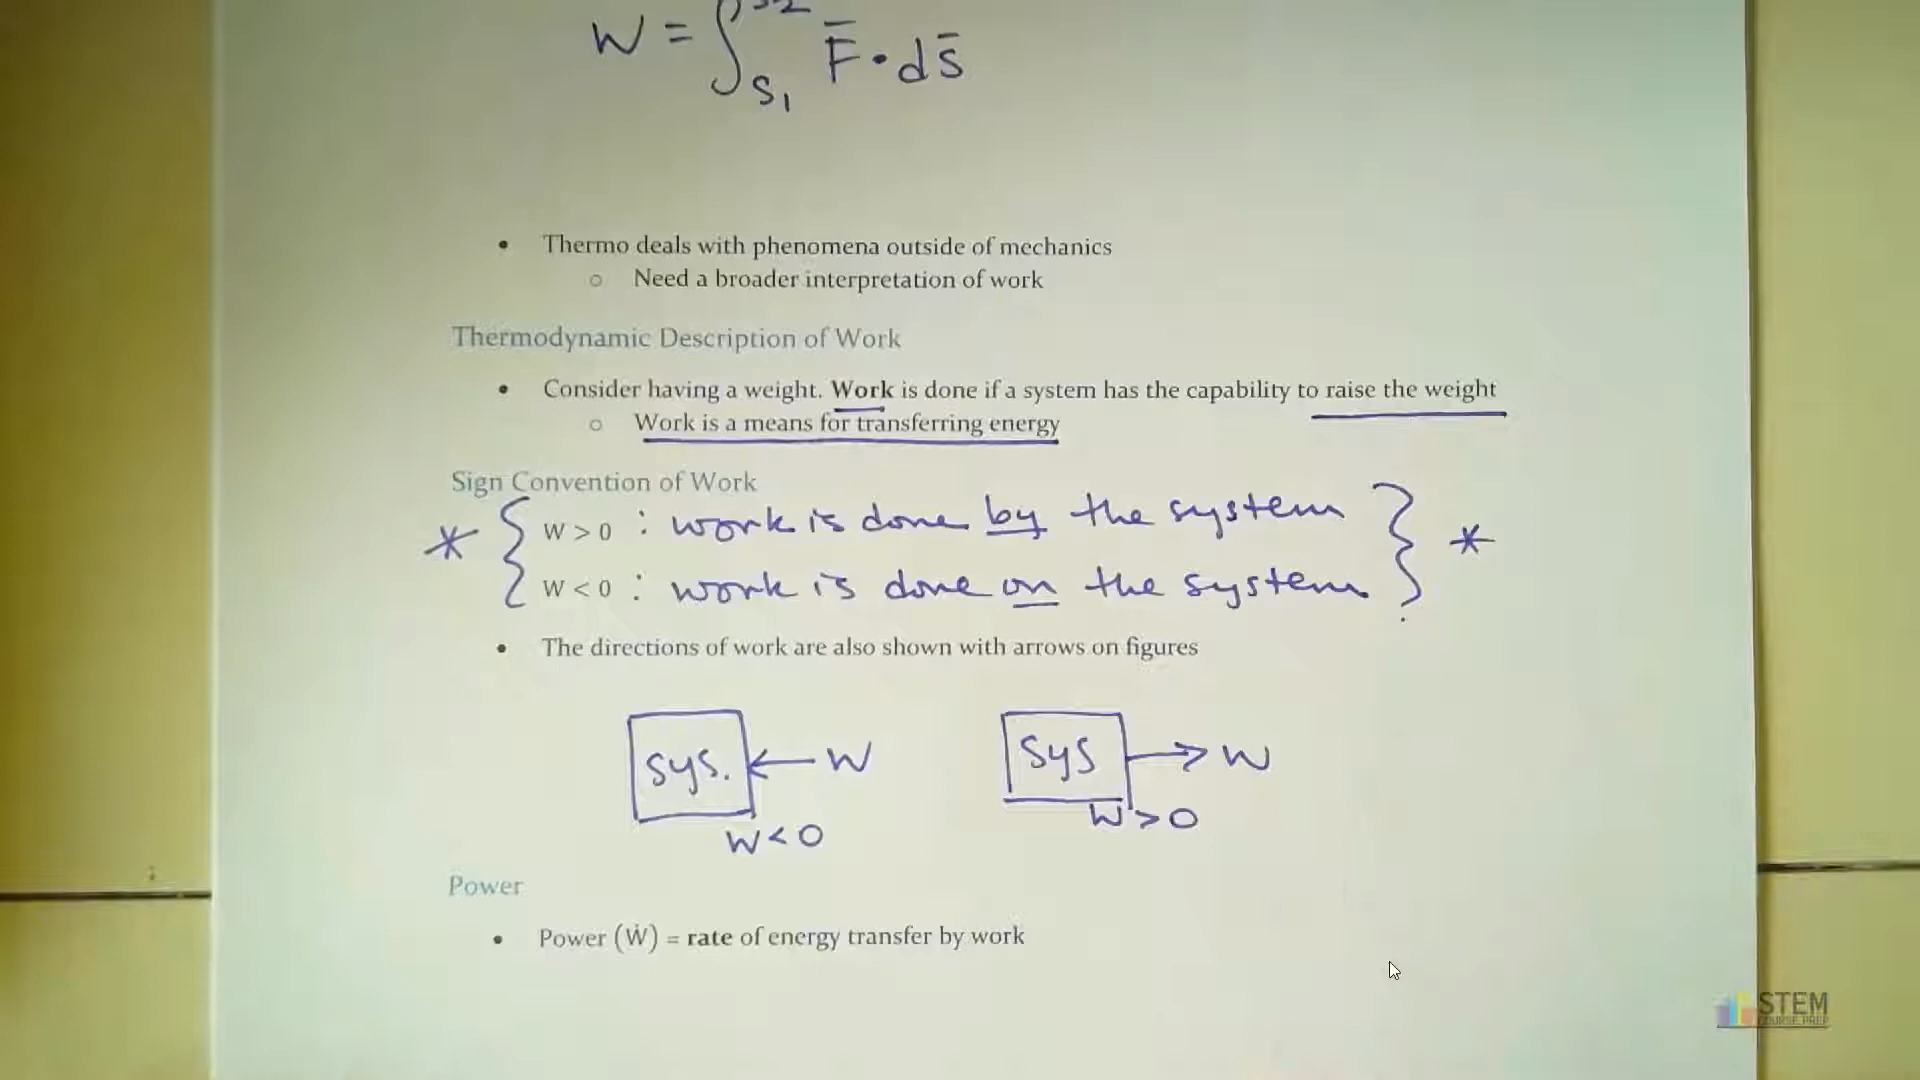 W = ∫ S₁ S₂ F̄ • d s̄
• Thermo deals with phenomena outside of mechanics
○ Need a broader interpretation of work
Thermodynamic Description of Work
• Consider having a weight. Work is done if a system has the capability to raise the weight
○ Work is a means for transferring energy
Sign Convention of Work
* { W > 0 : work is done by the system } *
W < 0 : work is done on the system
• The directions of work are also shown with arrows on figures
sys. ← W
W < 0
sys → W
W > 0
Power
• Power (Ẇ) = rate of energy transfer by work
STEM
COURSE PREP